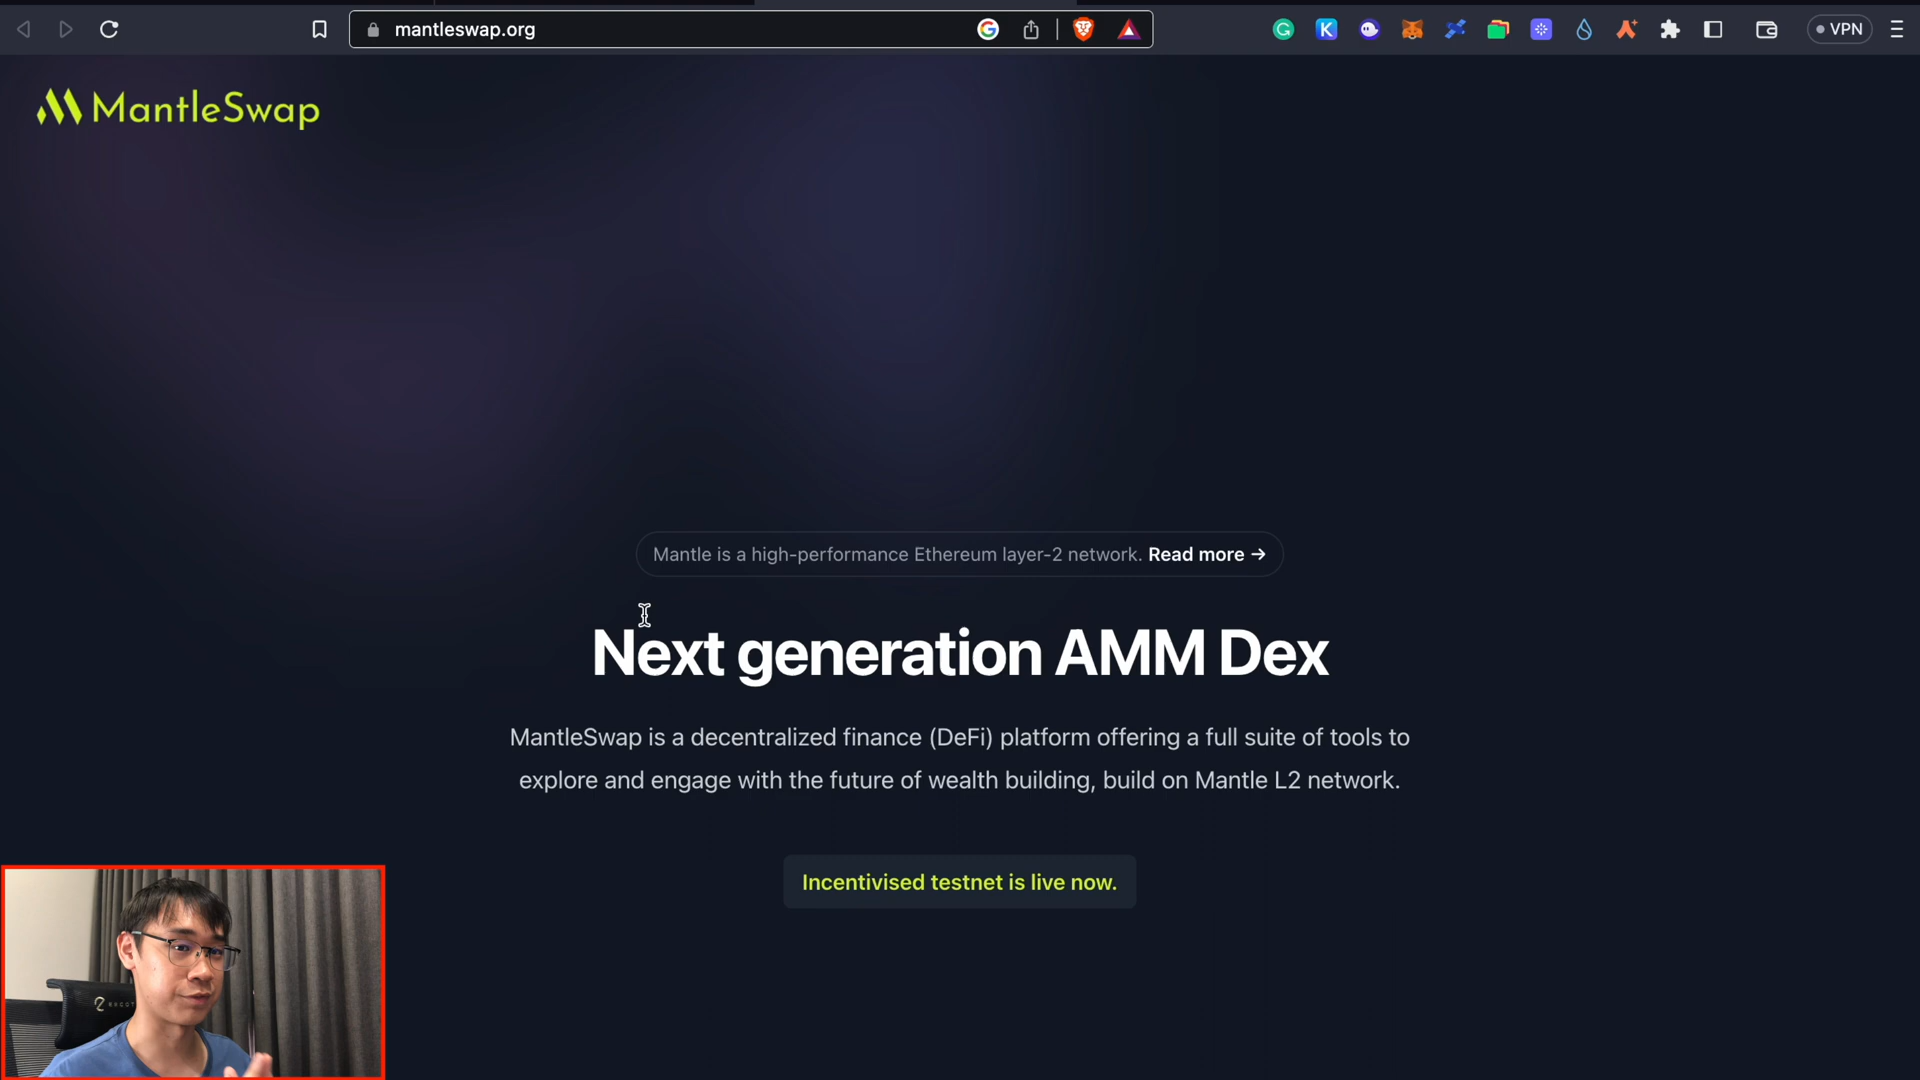 mantleswap.org
VPN
MantleSwap
Mantle is a high-performance Ethereum layer-2 network. Read more →
Next generation AMM Dex
MantleSwap is a decentralized finance (DeFi) platform offering a full suite of tools to
explore and engage with the future of wealth building, build on Mantle L2 network.
Incentivised testnet is live now.